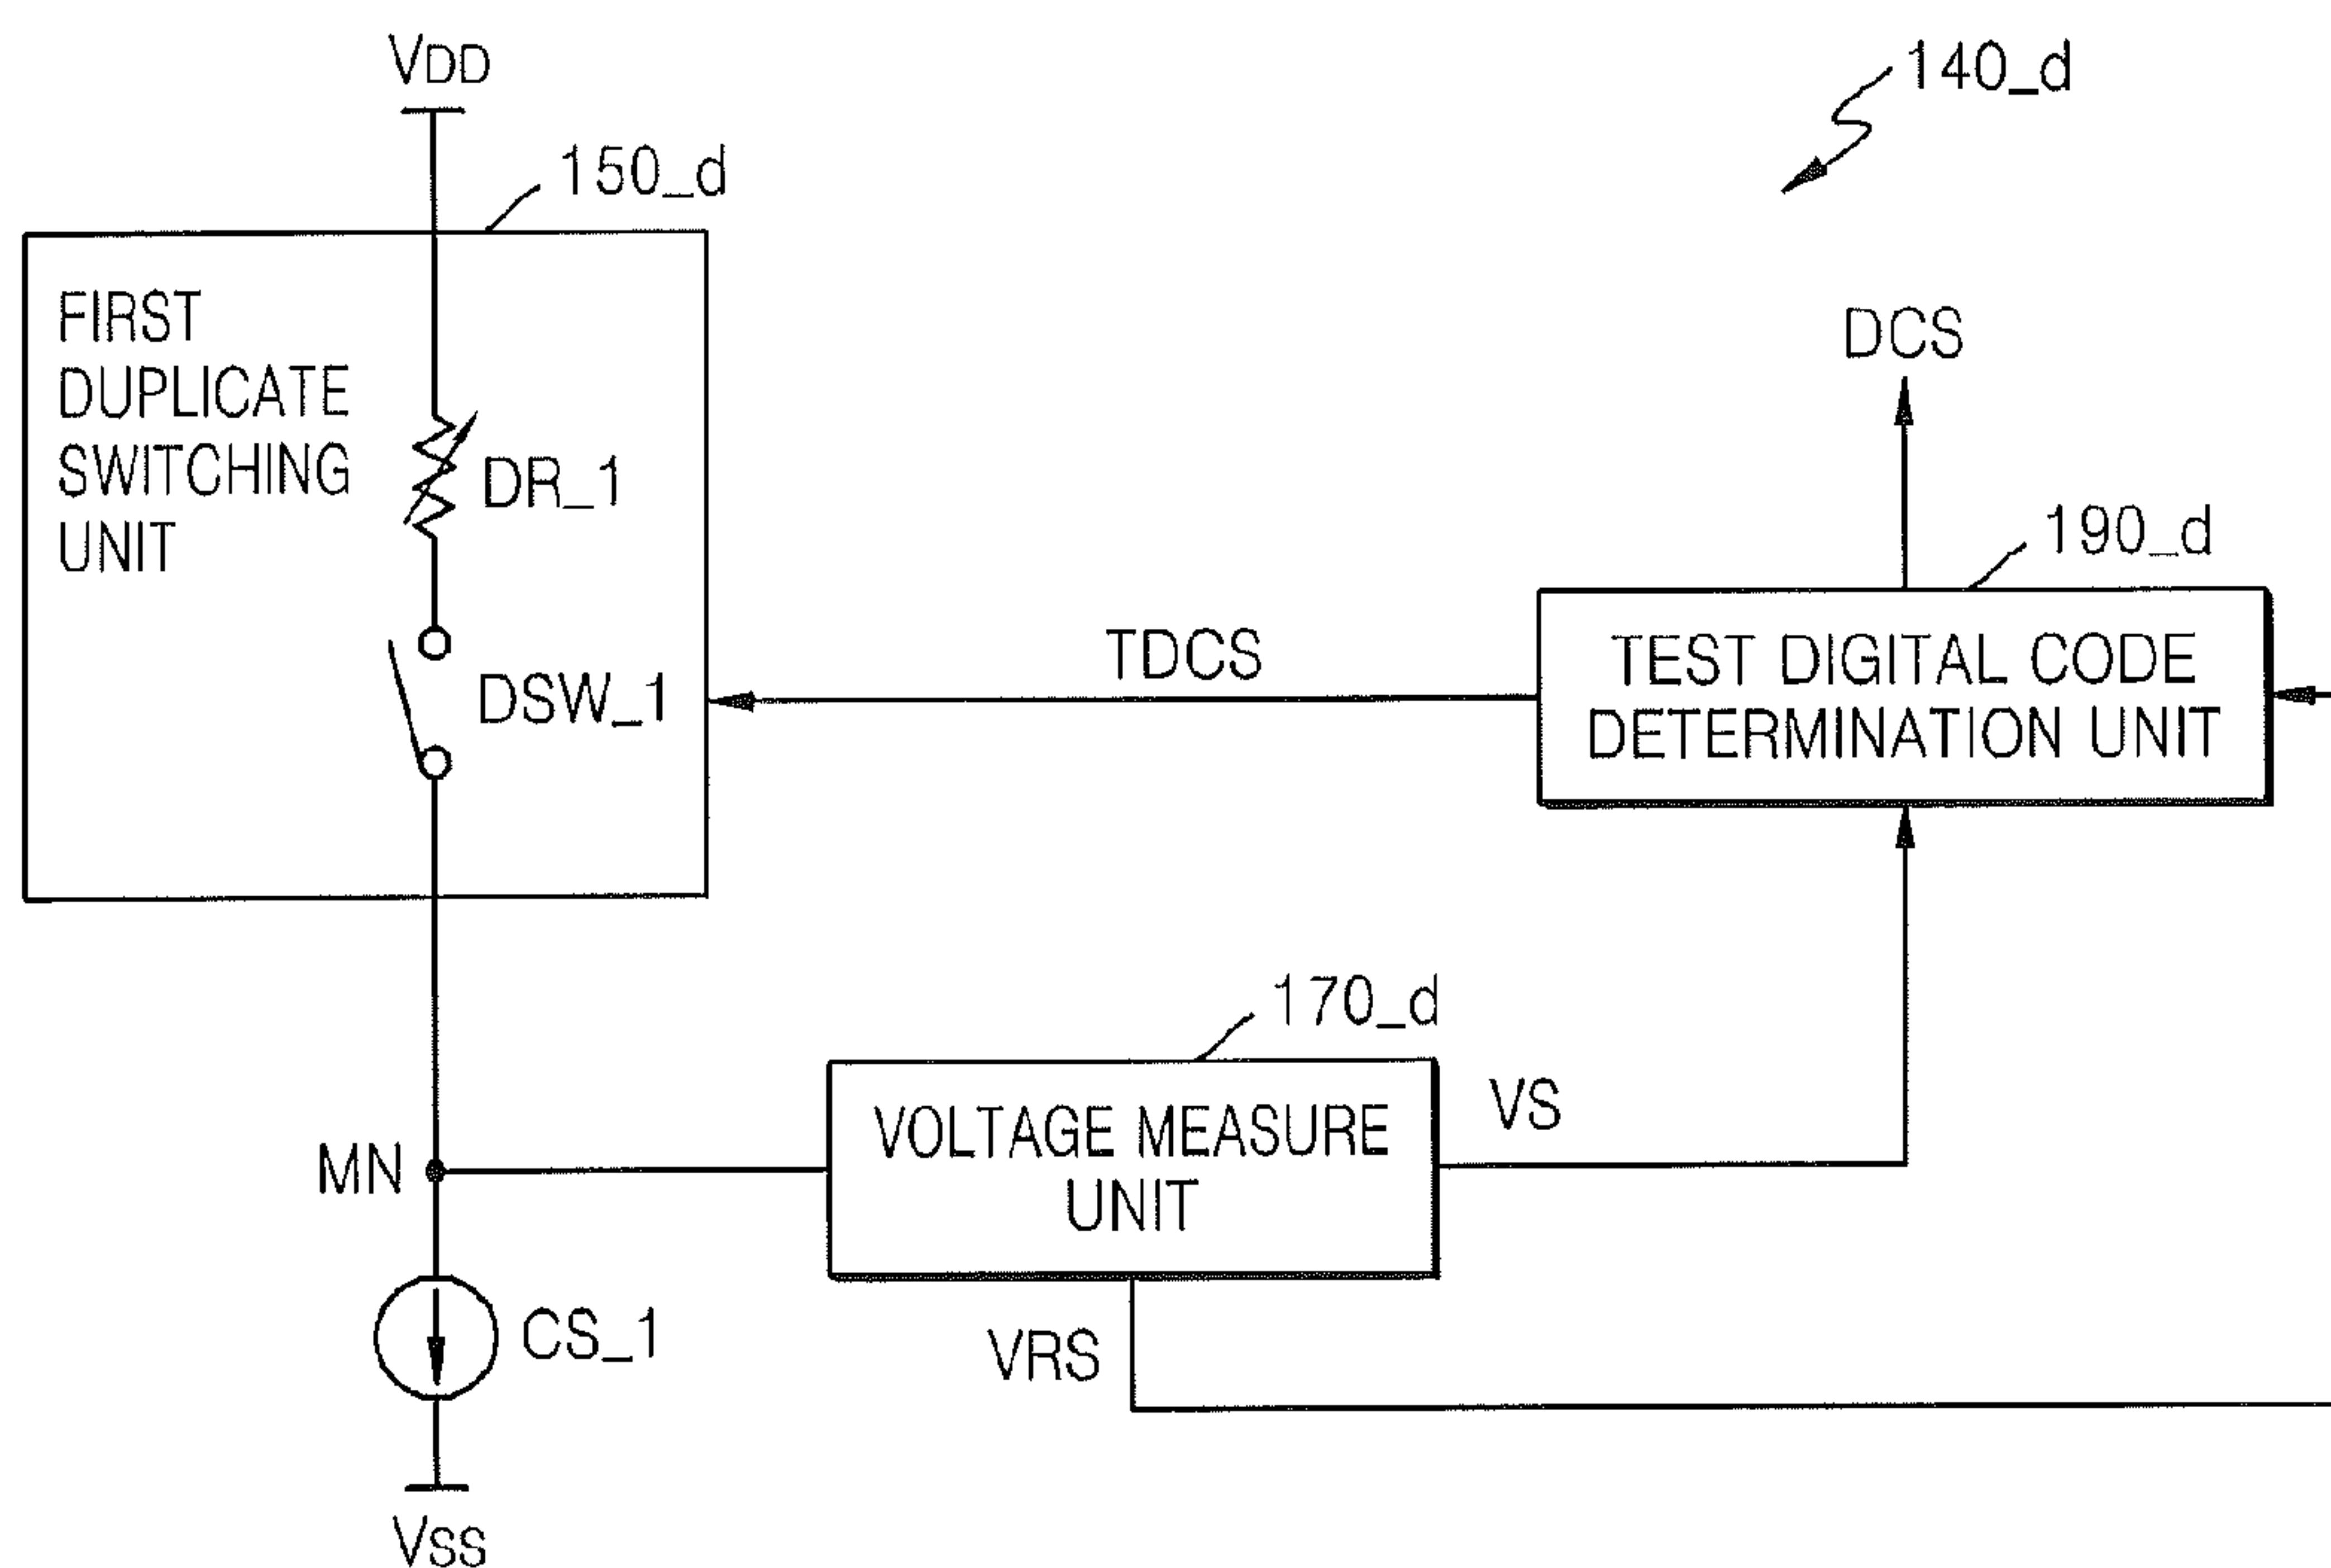 VDD
140_d
150_d
FIRST
DUPLICATE
SWITCHING
UNIT
DR_1
DSW_1
DCS
190_d
TDCS
TEST DIGITAL CODE
DETERMINATION UNIT
170_d
VOLTAGE MEASURE
UNIT
VS
MN
CS_1
VRS
VSS